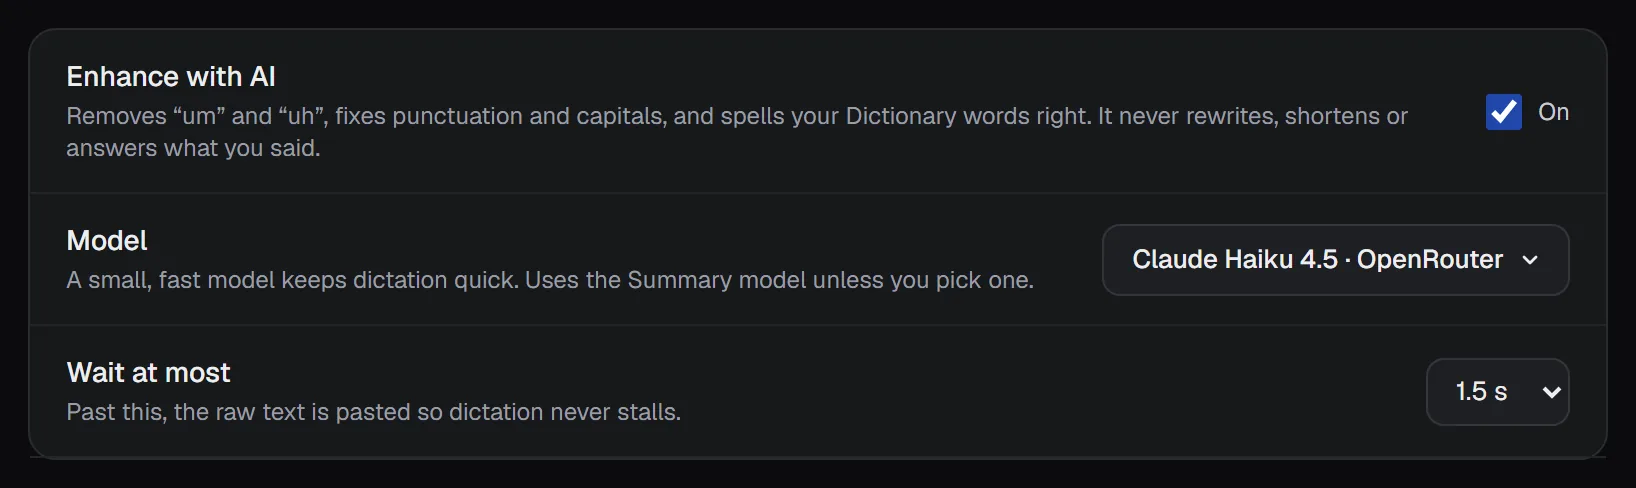 Enhance with AI
Removes “um” and “uh”, fixes punctuation and capitals, and spells your Dictionary words right. It never rewrites, shortens or
answers what you said.
On
Model
A small, fast model keeps dictation quick. Uses the Summary model unless you pick one.
Claude Haiku 4.5 · OpenRouter
Wait at most
Past this, the raw text is pasted so dictation never stalls.
1.5 s